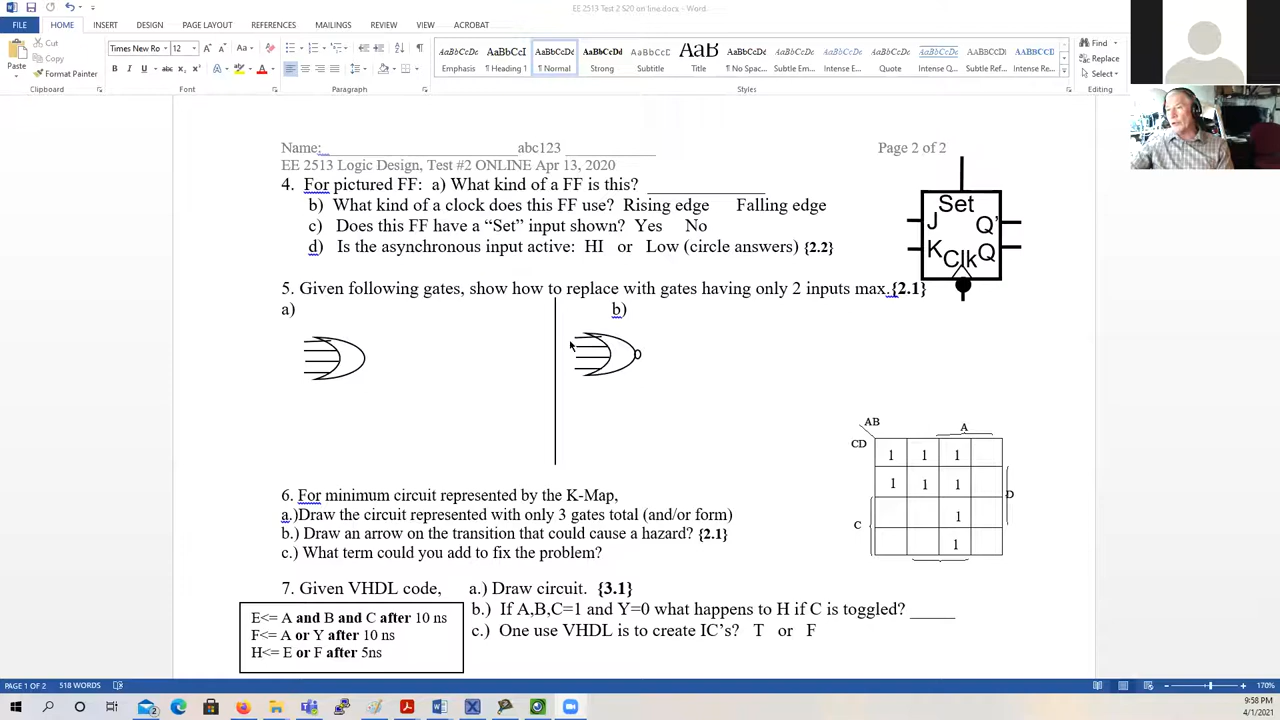 EE 2513 Test 2 S20 on line.docx - Word
FILE HOME INSERT DESIGN PAGE LAYOUT REFERENCES MAILINGS REVIEW VIEW ACROBAT
Cut
Copy
Format Painter
Paste
Clipboard
Times New Ro 12
Font
Paragraph
AaBbCcDc AaBbCcI AaBbCcDc AaBbCcDd AaBbCcDc AaB AaBbCcDc AaBbCcDc AaBbCcDc AaBbCcDc AaBbCcDc AaBbCcDc AaBbCcDc
Emphasis ¶ Heading 1 ¶ Normal Strong Subtitle Title ¶ No Spac... Subtle Em... Intense E... Quote Intense Q... Subtle Ref... Intense Re...
Styles
Find
Replace
Select
Editing
Name: abc123 Page 2 of 2
EE 2513 Logic Design, Test #2 ONLINE Apr 13, 2020
4. For pictured FF: a) What kind of a FF is this?
b) What kind of a clock does this FF use? Rising edge Falling edge
c) Does this FF have a “Set” input shown? Yes No
d) Is the asynchronous input active: HI or Low (circle answers) {2.2}
Set
J Q’
K Clk Q
5. Given following gates, show how to replace with gates having only 2 inputs max.{2.1}
a) b)
AB
A
CD
1 1 1
1 1 1
D
1
C
1
6. For minimum circuit represented by the K-Map,
a.)Draw the circuit represented with only 3 gates total (and/or form)
b.) Draw an arrow on the transition that could cause a hazard? {2.1}
c.) What term could you add to fix the problem?
7. Given VHDL code, a.) Draw circuit. {3.1}
b.) If A,B,C=1 and Y=0 what happens to H if C is toggled?
c.) One use VHDL is to create IC’s? T or F
E<= A and B and C after 10 ns
F<= A or Y after 10 ns
H<= E or F after 5ns
PAGE 1 OF 2 518 WORDS 170%
9:58 PM
4/1/2021